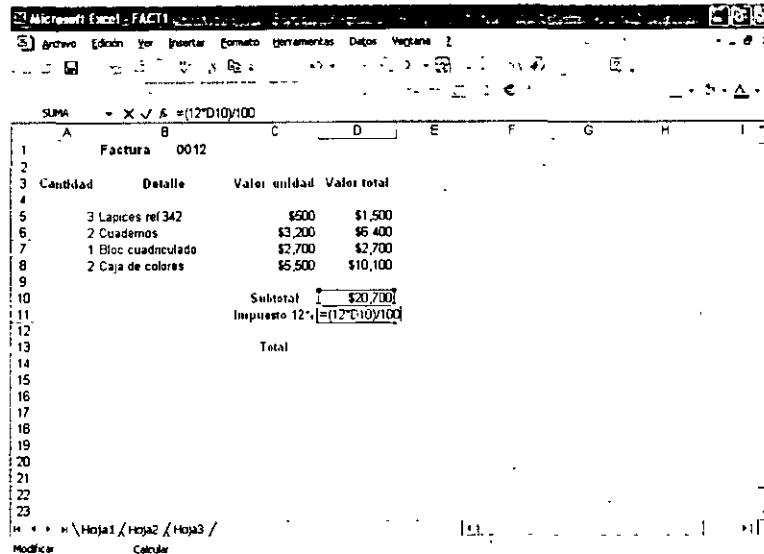 Microsoft Excel - FACT1
Archivo Edición Ver Insertar Formato Herramientas Datos Ventana ?
SUMA =(12*D10)/100
A B C D E F G H I
1 Factura 0012
2
3 Cantidad Detalle Valor unidad Valor total
4
5 3 Lapices ref 342 $500 $1,500
6 2 Cuadernos $3,200 $6 400
7 1 Bloc cuadriculado $2,700 $2,700
8 2 Caja de colores $5,500 $10,100
9
10 Subtotal $20,700
11 Impuesto 12% =(12*D10)/100
12
13 Total
14
15
16
17
18
19
20
21
22
23
Hoja1 / Hoja2 / Hoja3 /
Modificar Calcular